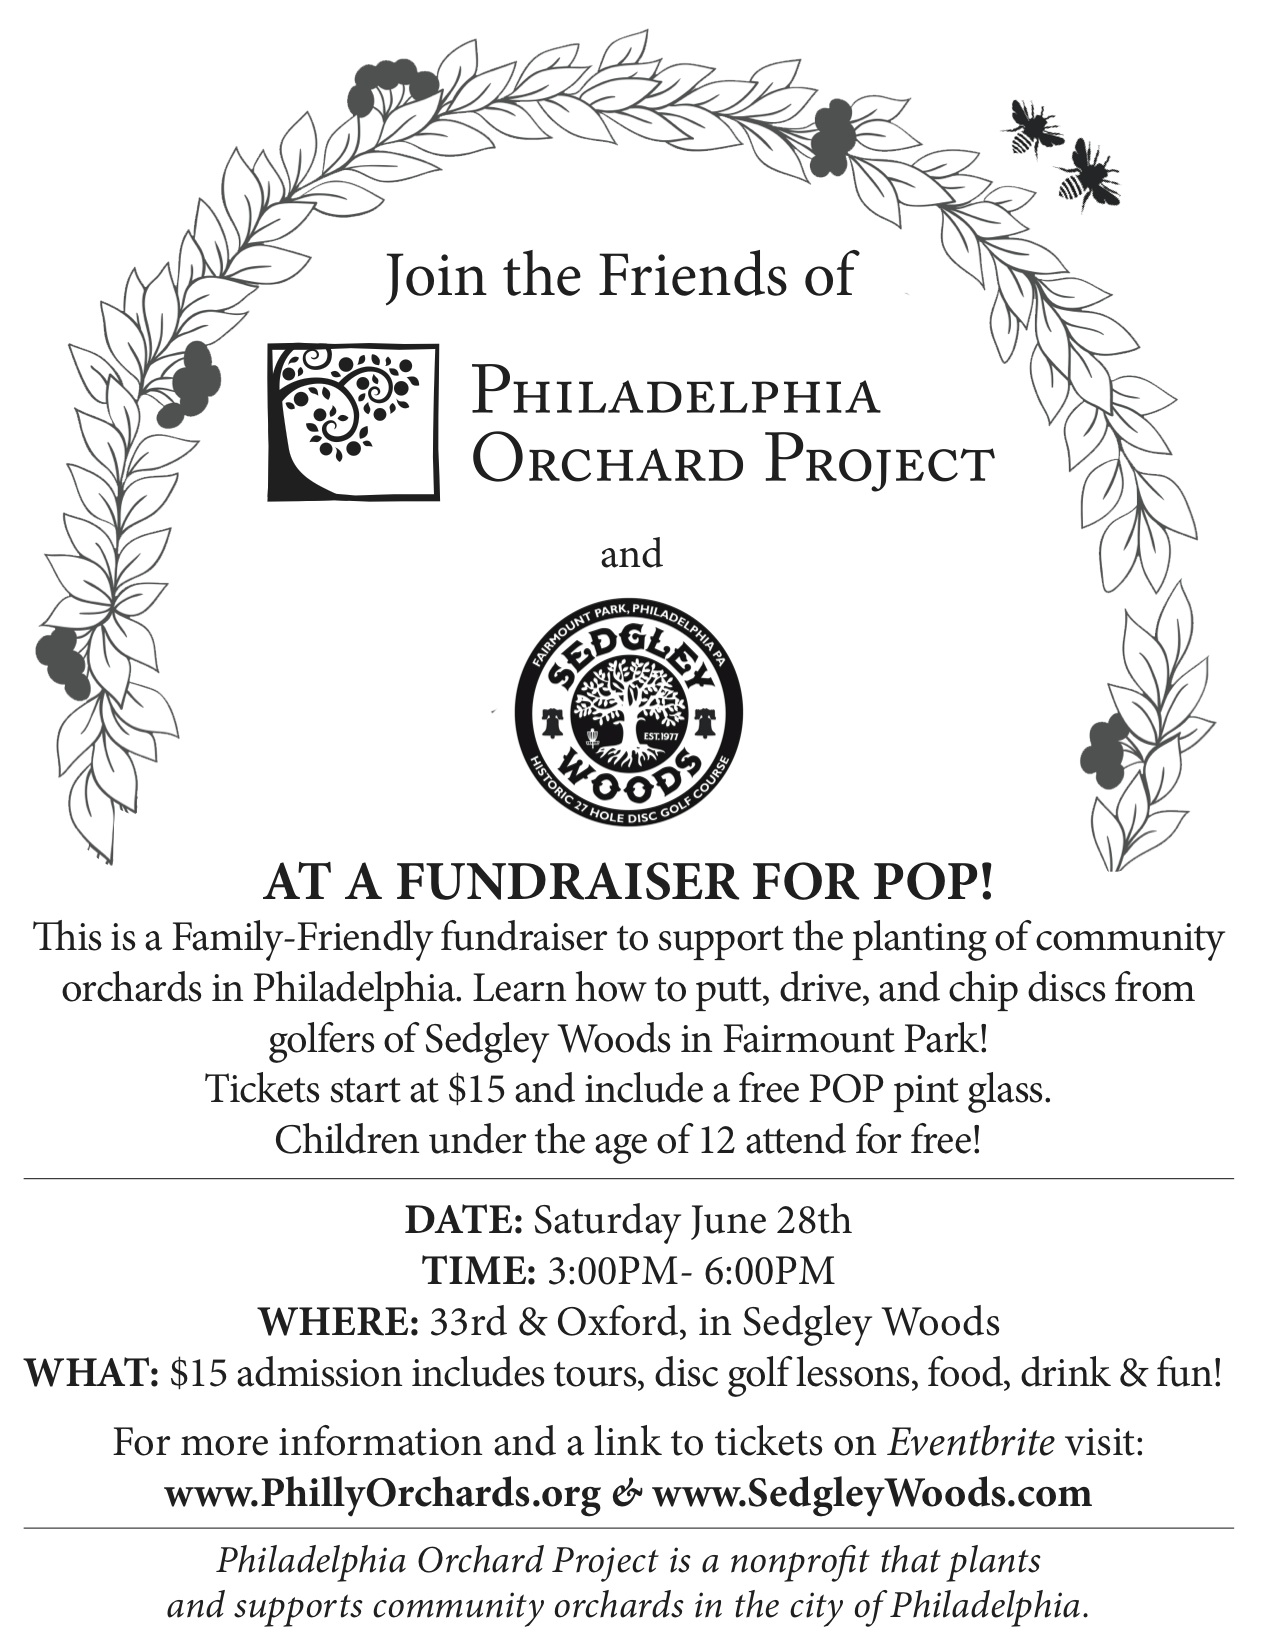 Join the Friends of
PHILADELPHIA
ORCHARD PROJECT
and
FAIRMOUNT PARK, PHILADELPHIA PA
SEDGLEY
EST.1977
WOODS
HISTORIC 27 HOLE DISC GOLF COURSE
AT A FUNDRAISER FOR POP!
This is a Family-Friendly fundraiser to support the planting of community
orchards in Philadelphia. Learn how to putt, drive, and chip discs from
golfers of Sedgley Woods in Fairmount Park!
Tickets start at $15 and include a free POP pint glass.
Children under the age of 12 attend for free!
DATE: Saturday June 28th
TIME: 3:00PM- 6:00PM
WHERE: 33rd & Oxford, in Sedgley Woods
WHAT: $15 admission includes tours, disc golf lessons, food, drink & fun!
For more information and a link to tickets on Eventbrite visit:
www.PhillyOrchards.org & www.SedgleyWoods.com
Philadelphia Orchard Project is a nonprofit that plants
and supports community orchards in the city of Philadelphia.